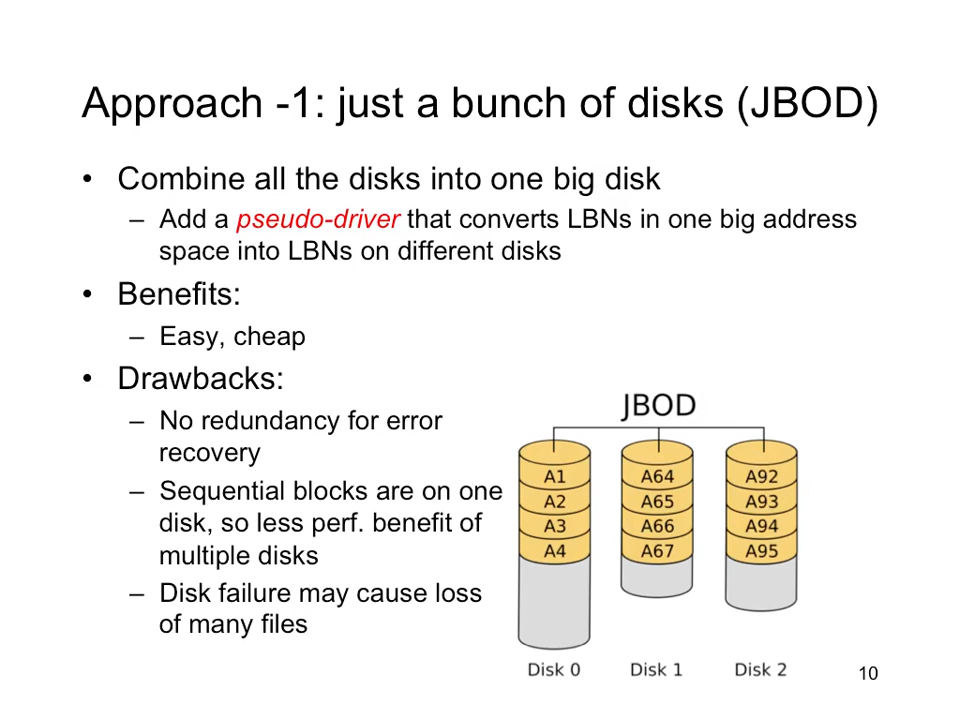 Approach -1: just a bunch of disks (JBOD)
• Combine all the disks into one big disk
– Add a pseudo-driver that converts LBNs in one big address
space into LBNs on different disks
• Benefits:
– Easy, cheap
• Drawbacks:
– No redundancy for error
recovery
– Sequential blocks are on one
disk, so less perf. benefit of
multiple disks
– Disk failure may cause loss
of many files
JBOD
A1 A64 A92
A2 A65 A93
A3 A66 A94
A4 A67 A95
Disk 0 Disk 1 Disk 2
10